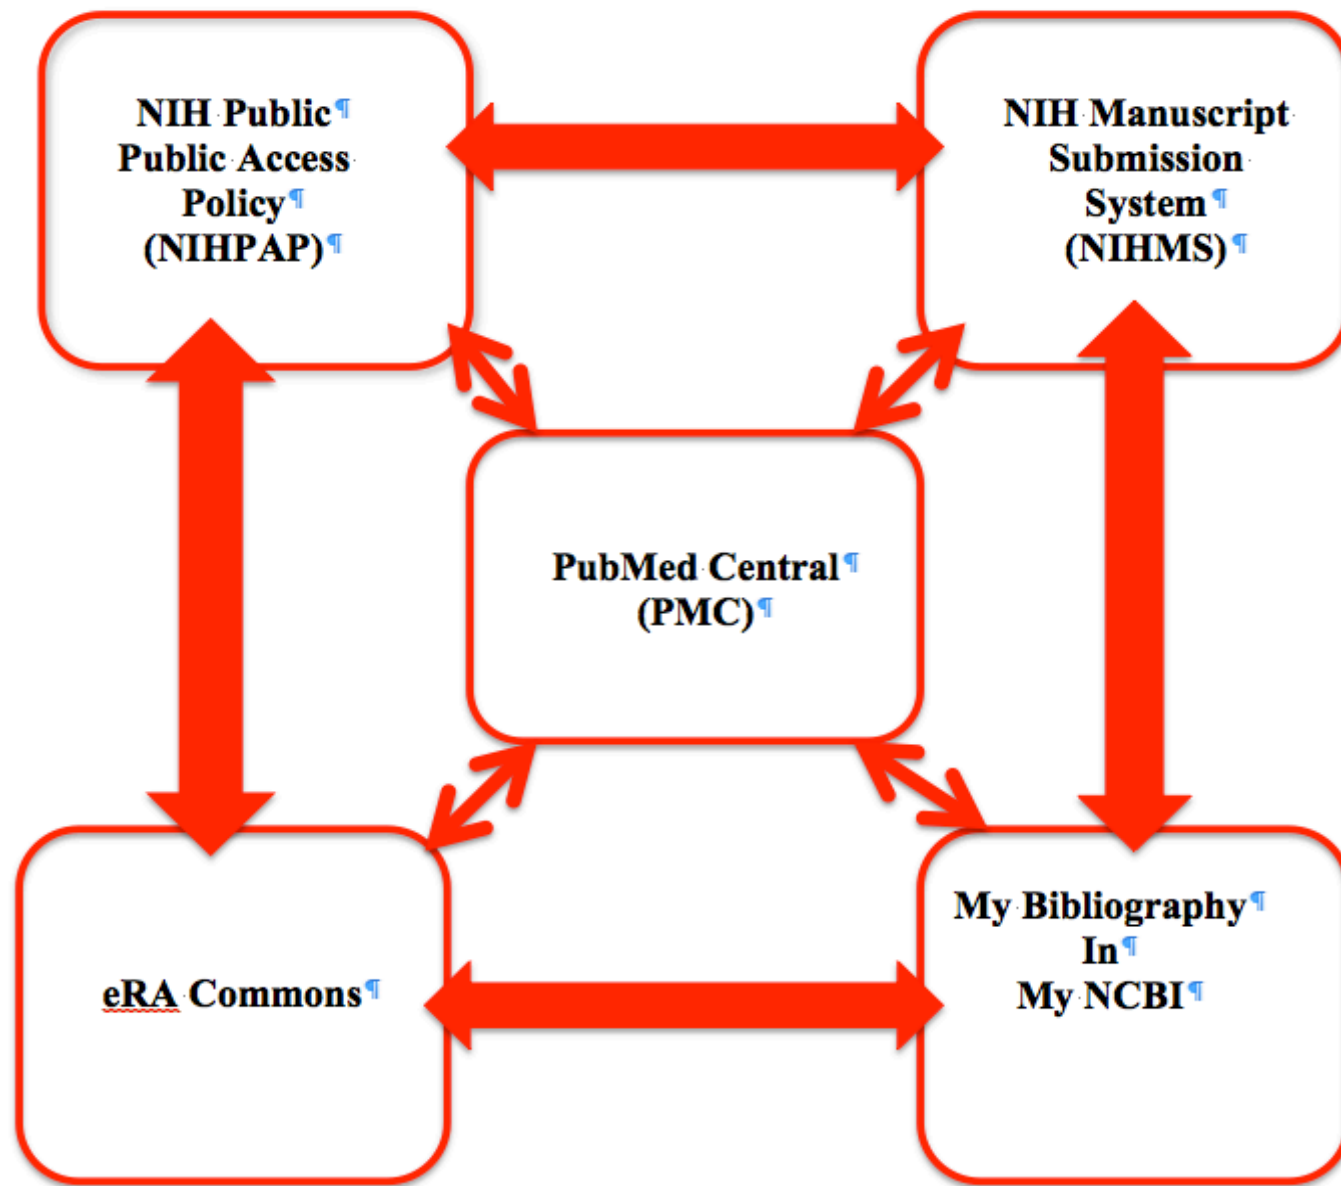 NIH Public¶
Public Access
Policy¶
(NIHPAP)¶
NIH Manuscript
Submission
System¶
(NIHMS)¶
PubMed Central¶
(PMC)¶
eRA Commons¶
My Bibliography¶
In¶
My NCBI¶